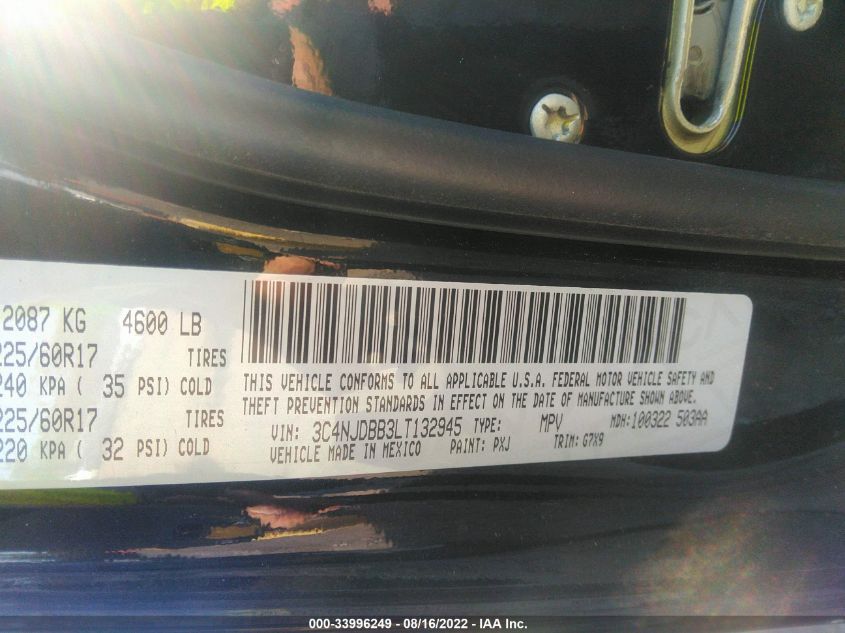 2087 KG 4600 LB
225/60R17 TIRES
240 KPA ( 35 PSI) COLD
225/60R17 TIRES
220 KPA ( 32 PSI) COLD
THIS VEHICLE CONFORMS TO ALL APPLICABLE U.S.A. FEDERAL MOTOR VEHICLE SAFETY AND
THEFT PREVENTION STANDARDS IN EFFECT ON THE DATE OF MANUFACTURE SHOWN ABOVE.
VIN: 3C4NJDBB3LT132945 TYPE: MPV MDH: 100322 503AA
VEHICLE MADE IN MEXICO PAINT: PXJ TRIM: G7X9
000-33996249 - 08/16/2022 - IAA Inc.